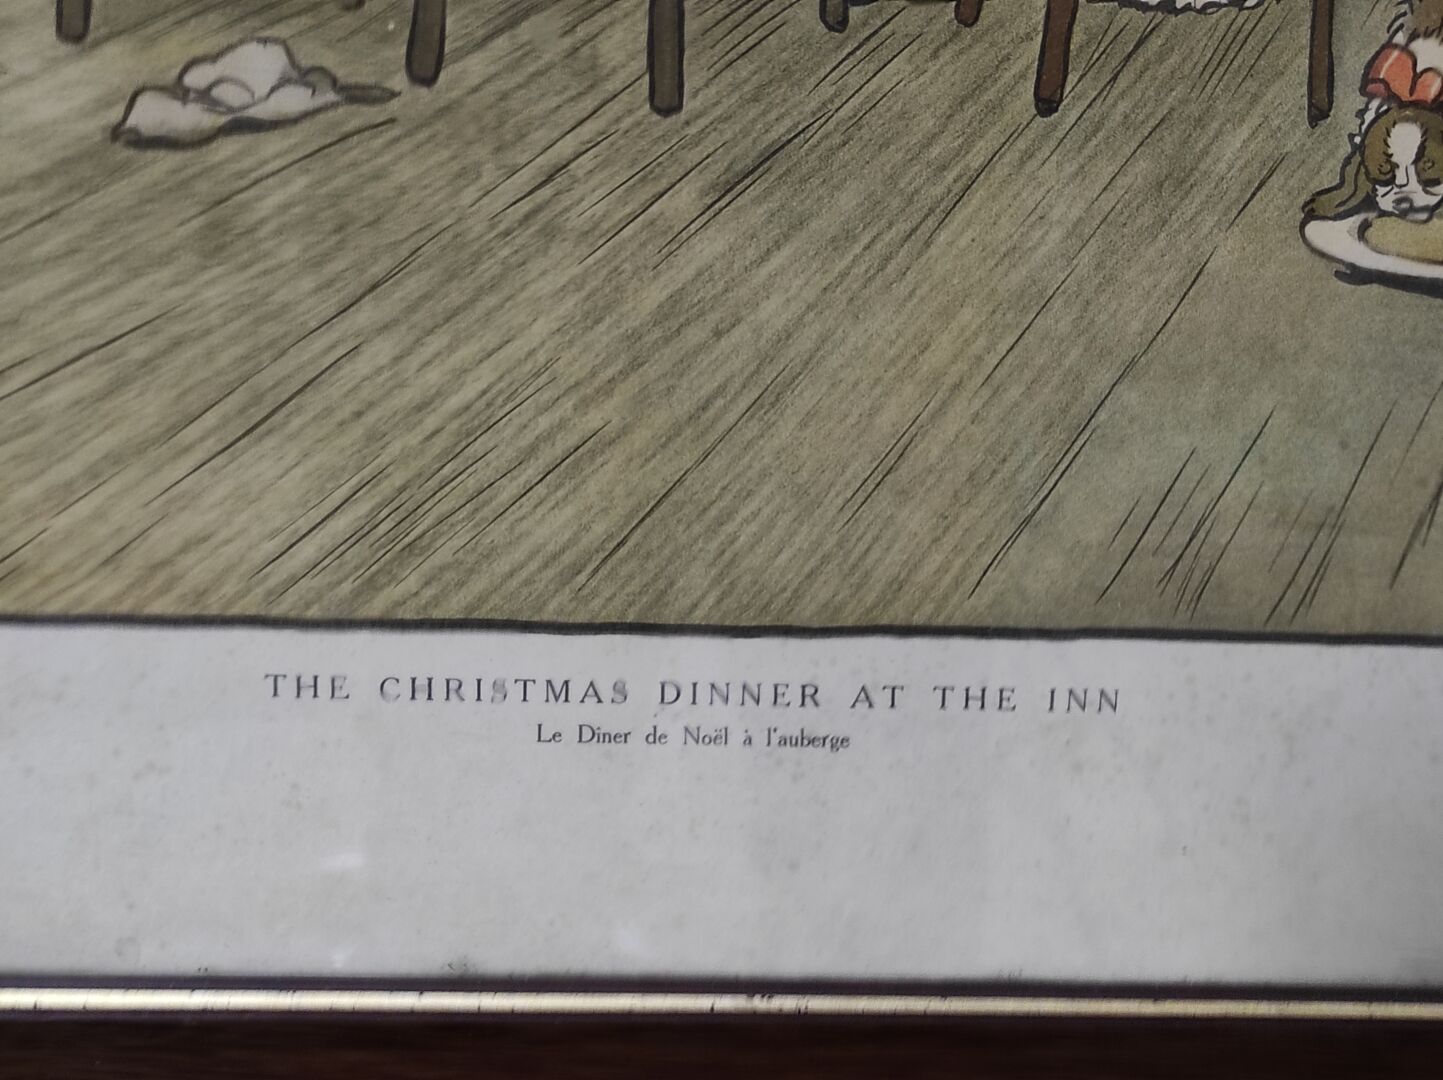 THE CHRISTMAS DINNER AT THE INN
Le Dîner de Noël à l'auberge